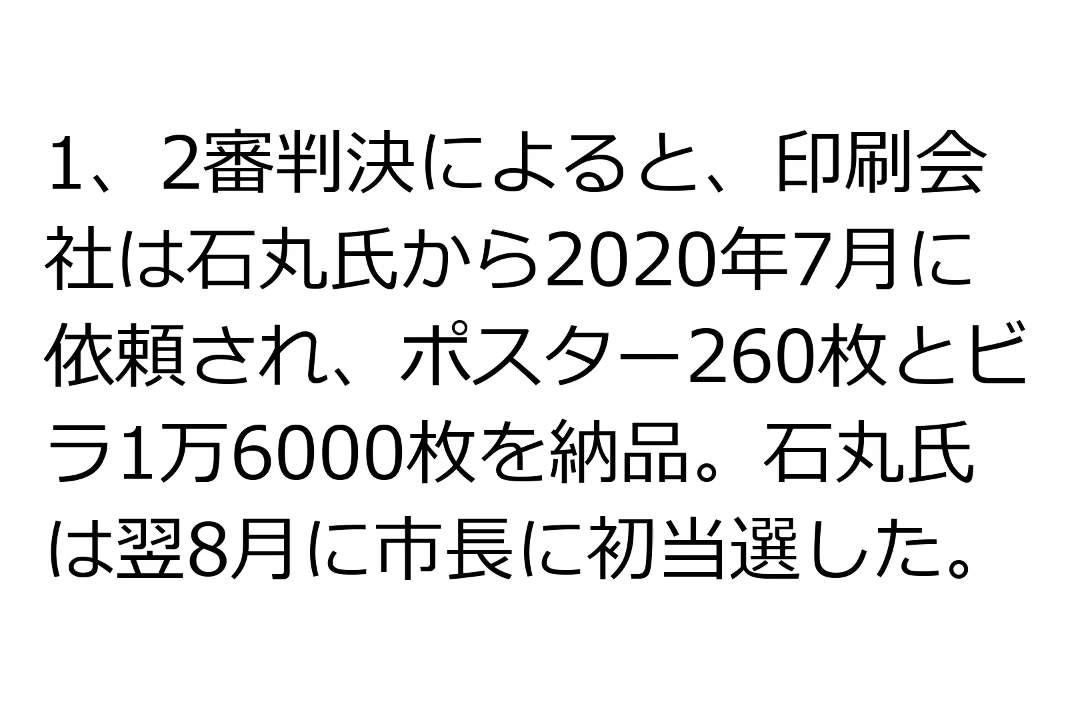 1、2審判決によると、印刷会
社は石丸氏から2020年7月に
依頼され、ポスター260枚とビ
ラ1万6000枚を納品。石丸氏
は翌8月に市長に初当選した。